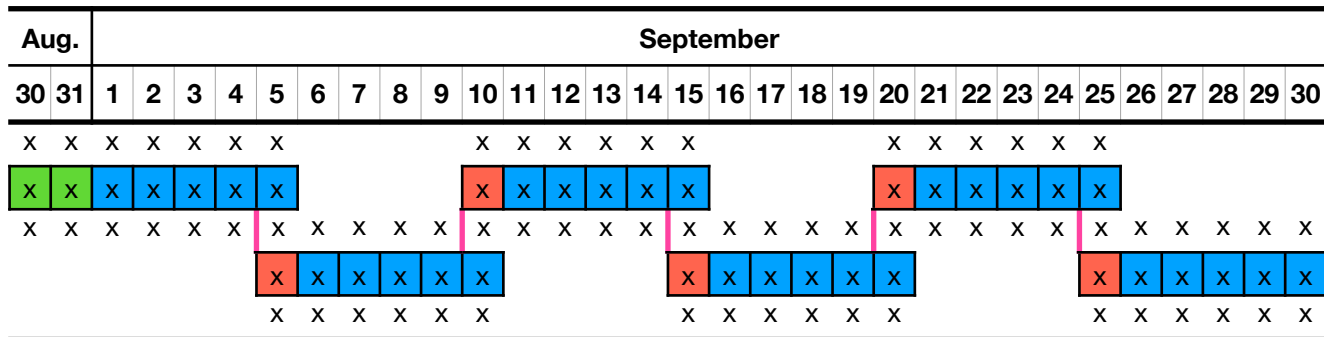 Aug. September
30 31 1 2 3 4 5 6 7 8 9 10 11 12 13 14 15 16 17 18 19 20 21 22 23 24 25 26 27 28 29 30
x x x x x x x x x x x x x x x x x x x
x x x x x x x x x x x x x x x x x x x
x x x x x x x x x x x x x x x x x x x x x x x x x x x x x x x x
x x x x x x x x x x x x x x x x x x
x x x x x x x x x x x x x x x x x x